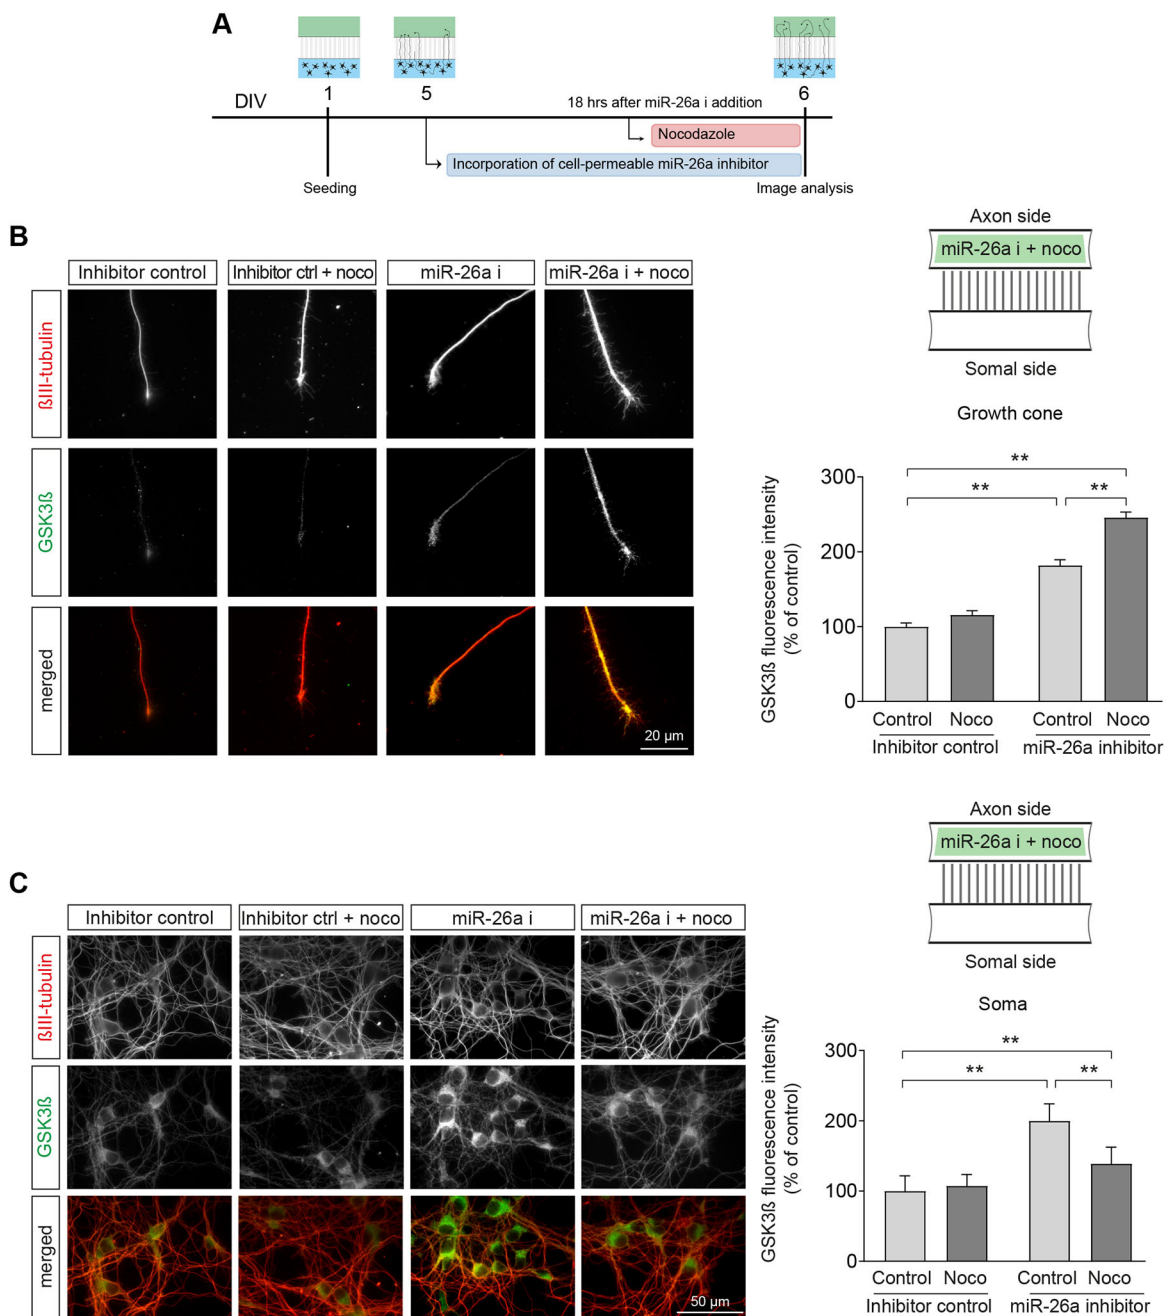 A
DIV
1
5
18 hrs after miR-26a i addition
6
Nocodazole
Incorporation of cell-permeable miR-26a inhibitor
Seeding
Image analysis
B
Inhibitor control
Inhibitor ctrl + noco
miR-26a i
miR-26a i + noco
ßIII-tubulin
GSK3ß
merged
20 µm
Axon side
miR-26a i + noco
Somal side
Growth cone
GSK3ß fluorescence intensity
(% of control)
300
200
100
0
**
**
**
Control
Noco
Control
Noco
Inhibitor control
miR-26a inhibitor
C
Inhibitor control
Inhibitor ctrl + noco
miR-26a i
miR-26a i + noco
ßIII-tubulin
GSK3ß
merged
50 µm
Axon side
miR-26a i + noco
Somal side
Soma
GSK3ß fluorescence intensity
(% of control)
300
200
100
0
**
**
**
Control
Noco
Control
Noco
Inhibitor control
miR-26a inhibitor